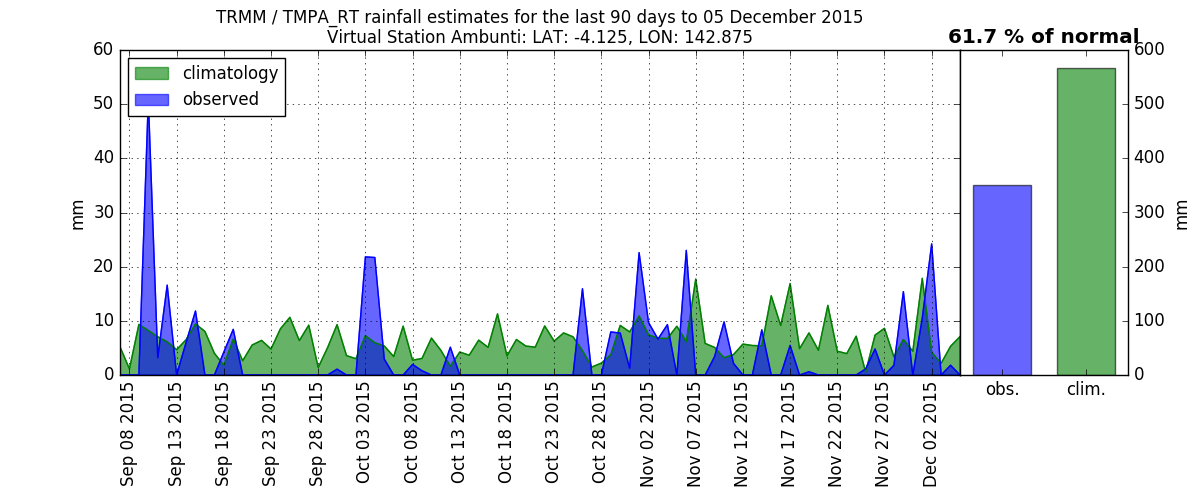 TRMM / TMPA_RT rainfall estimates for the last 90 days to 05 December 2015
Virtual Station Ambunti: LAT: -4.125, LON: 142.875
61.7 % of normal
climatology
observed
60
50
40
30
20
10
0
mm
600
500
400
300
200
100
0
mm
Sep 08 2015
Sep 13 2015
Sep 18 2015
Sep 23 2015
Sep 28 2015
Oct 03 2015
Oct 08 2015
Oct 13 2015
Oct 18 2015
Oct 23 2015
Oct 28 2015
Nov 02 2015
Nov 07 2015
Nov 12 2015
Nov 17 2015
Nov 22 2015
Nov 27 2015
Dec 02 2015
obs.
clim.